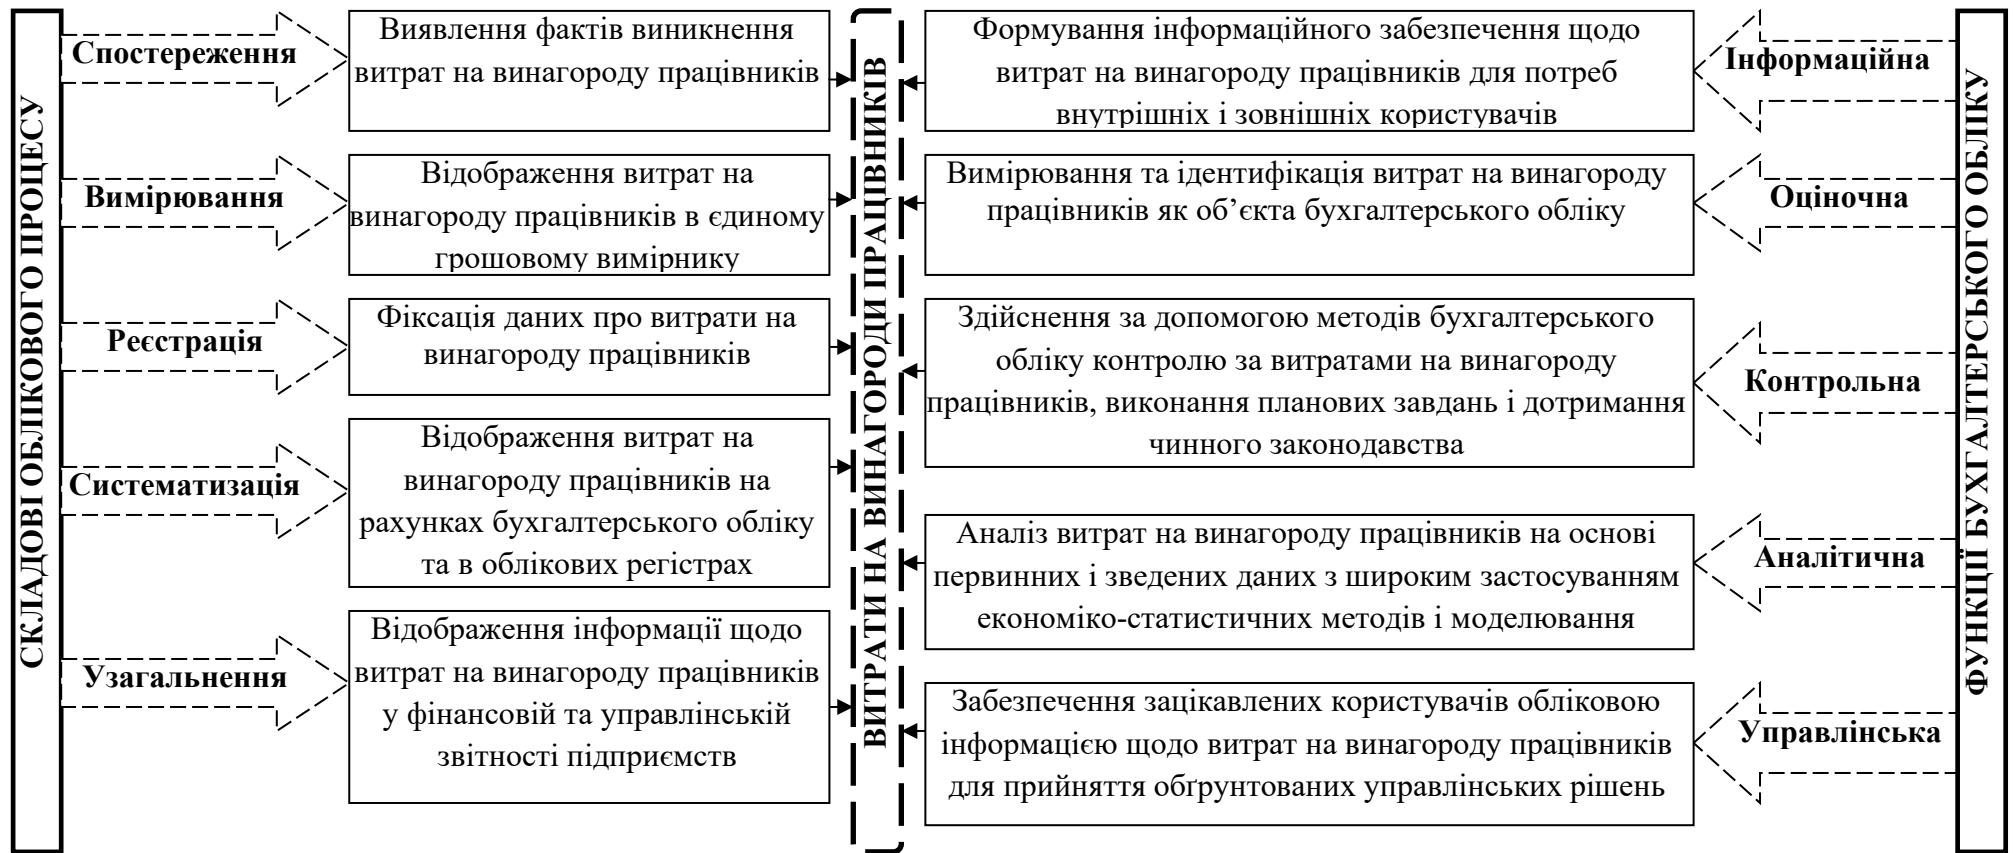 СКЛАДОВІ ОБЛІКОВОГО ПРОЦЕСУ
Спостереження
Виявлення фактів виникнення
витрат на винагороду працівників
Вимірювання
Відображення витрат на
винагороду працівників в єдиному
грошовому вимірнику
Реєстрація
Фіксація даних про витрати на
винагороду працівників
Систематизація
Відображення витрат на
винагороду працівників на
рахунках бухгалтерського обліку
та в облікових регістрах
Узагальнення
Відображення інформації щодо
витрат на винагороду працівників
у фінансовій та управлінській
звітності підприємств
ВИТРАТИ НА ВИНАГОРОДИ ПРАЦІВНИКІВ
Формування інформаційного забезпечення щодо
витрат на винагороду працівників для потреб
внутрішніх і зовнішніх користувачів
Інформаційна
Вимірювання та ідентифікація витрат на винагороду
працівників як об’єкта бухгалтерського обліку
Оціночна
Здійснення за допомогою методів бухгалтерського
обліку контролю за витратами на винагороду
працівників, виконання планових завдань і дотримання
чинного законодавства
Контрольна
Аналіз витрат на винагороду працівників на основі
первинних і зведених даних з широким застосуванням
економіко-статистичних методів і моделювання
Аналітична
Забезпечення зацікавлених користувачів обліковою
інформацією щодо витрат на винагороду працівників
для прийняття обґрунтованих управлінських рішень
Управлінська
ФУНКЦІЇ БУХГАЛТЕРСЬКОГО ОБЛІКУ